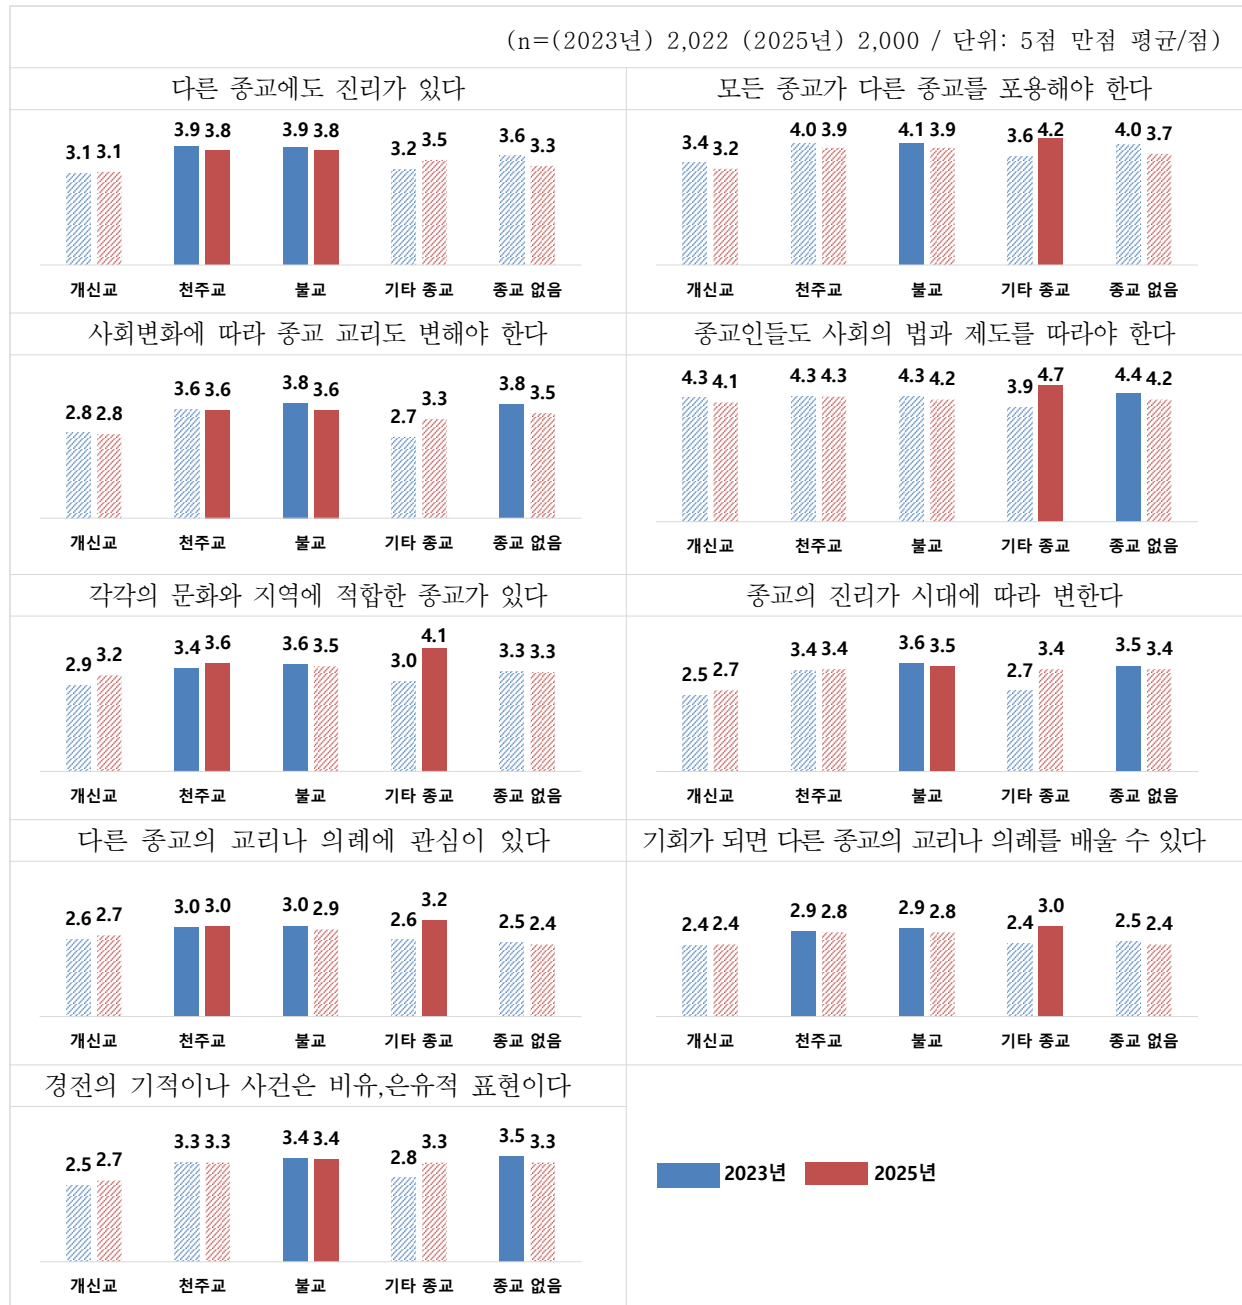 (n=(2023년) 2,022 (2025년) 2,000 / 단위: 5점 만점 평균/점)
다른 종교에도 진리가 있다
3.1 3.1 3.9 3.8 3.9 3.8 3.2 3.5 3.6 3.3
개신교 천주교 불교 기타 종교 종교 없음
모든 종교가 다른 종교를 포용해야 한다
3.4 3.2 4.0 3.9 4.1 3.9 3.6 4.2 4.0 3.7
개신교 천주교 불교 기타 종교 종교 없음
사회변화에 따라 종교 교리도 변해야 한다
2.8 2.8 3.6 3.6 3.8 3.6 2.7 3.3 3.8 3.5
개신교 천주교 불교 기타 종교 종교 없음
종교인들도 사회의 법과 제도를 따라야 한다
4.3 4.1 4.3 4.3 4.3 4.2 3.9 4.7 4.4 4.2
개신교 천주교 불교 기타 종교 종교 없음
각각의 문화와 지역에 적합한 종교가 있다
2.9 3.2 3.4 3.6 3.6 3.5 3.0 4.1 3.3 3.3
개신교 천주교 불교 기타 종교 종교 없음
종교의 진리가 시대에 따라 변한다
2.5 2.7 3.4 3.4 3.6 3.5 2.7 3.4 3.5 3.4
개신교 천주교 불교 기타 종교 종교 없음
다른 종교의 교리나 의례에 관심이 있다
2.6 2.7 3.0 3.0 3.0 2.9 2.6 3.2 2.5 2.4
개신교 천주교 불교 기타 종교 종교 없음
기회가 되면 다른 종교의 교리나 의례를 배울 수 있다
2.4 2.4 2.9 2.8 2.9 2.8 2.4 3.0 2.5 2.4
개신교 천주교 불교 기타 종교 종교 없음
경전의 기적이나 사건은 비유,은유적 표현이다
2.5 2.7 3.3 3.3 3.4 3.4 2.8 3.3 3.5 3.3
개신교 천주교 불교 기타 종교 종교 없음
2023년 2025년